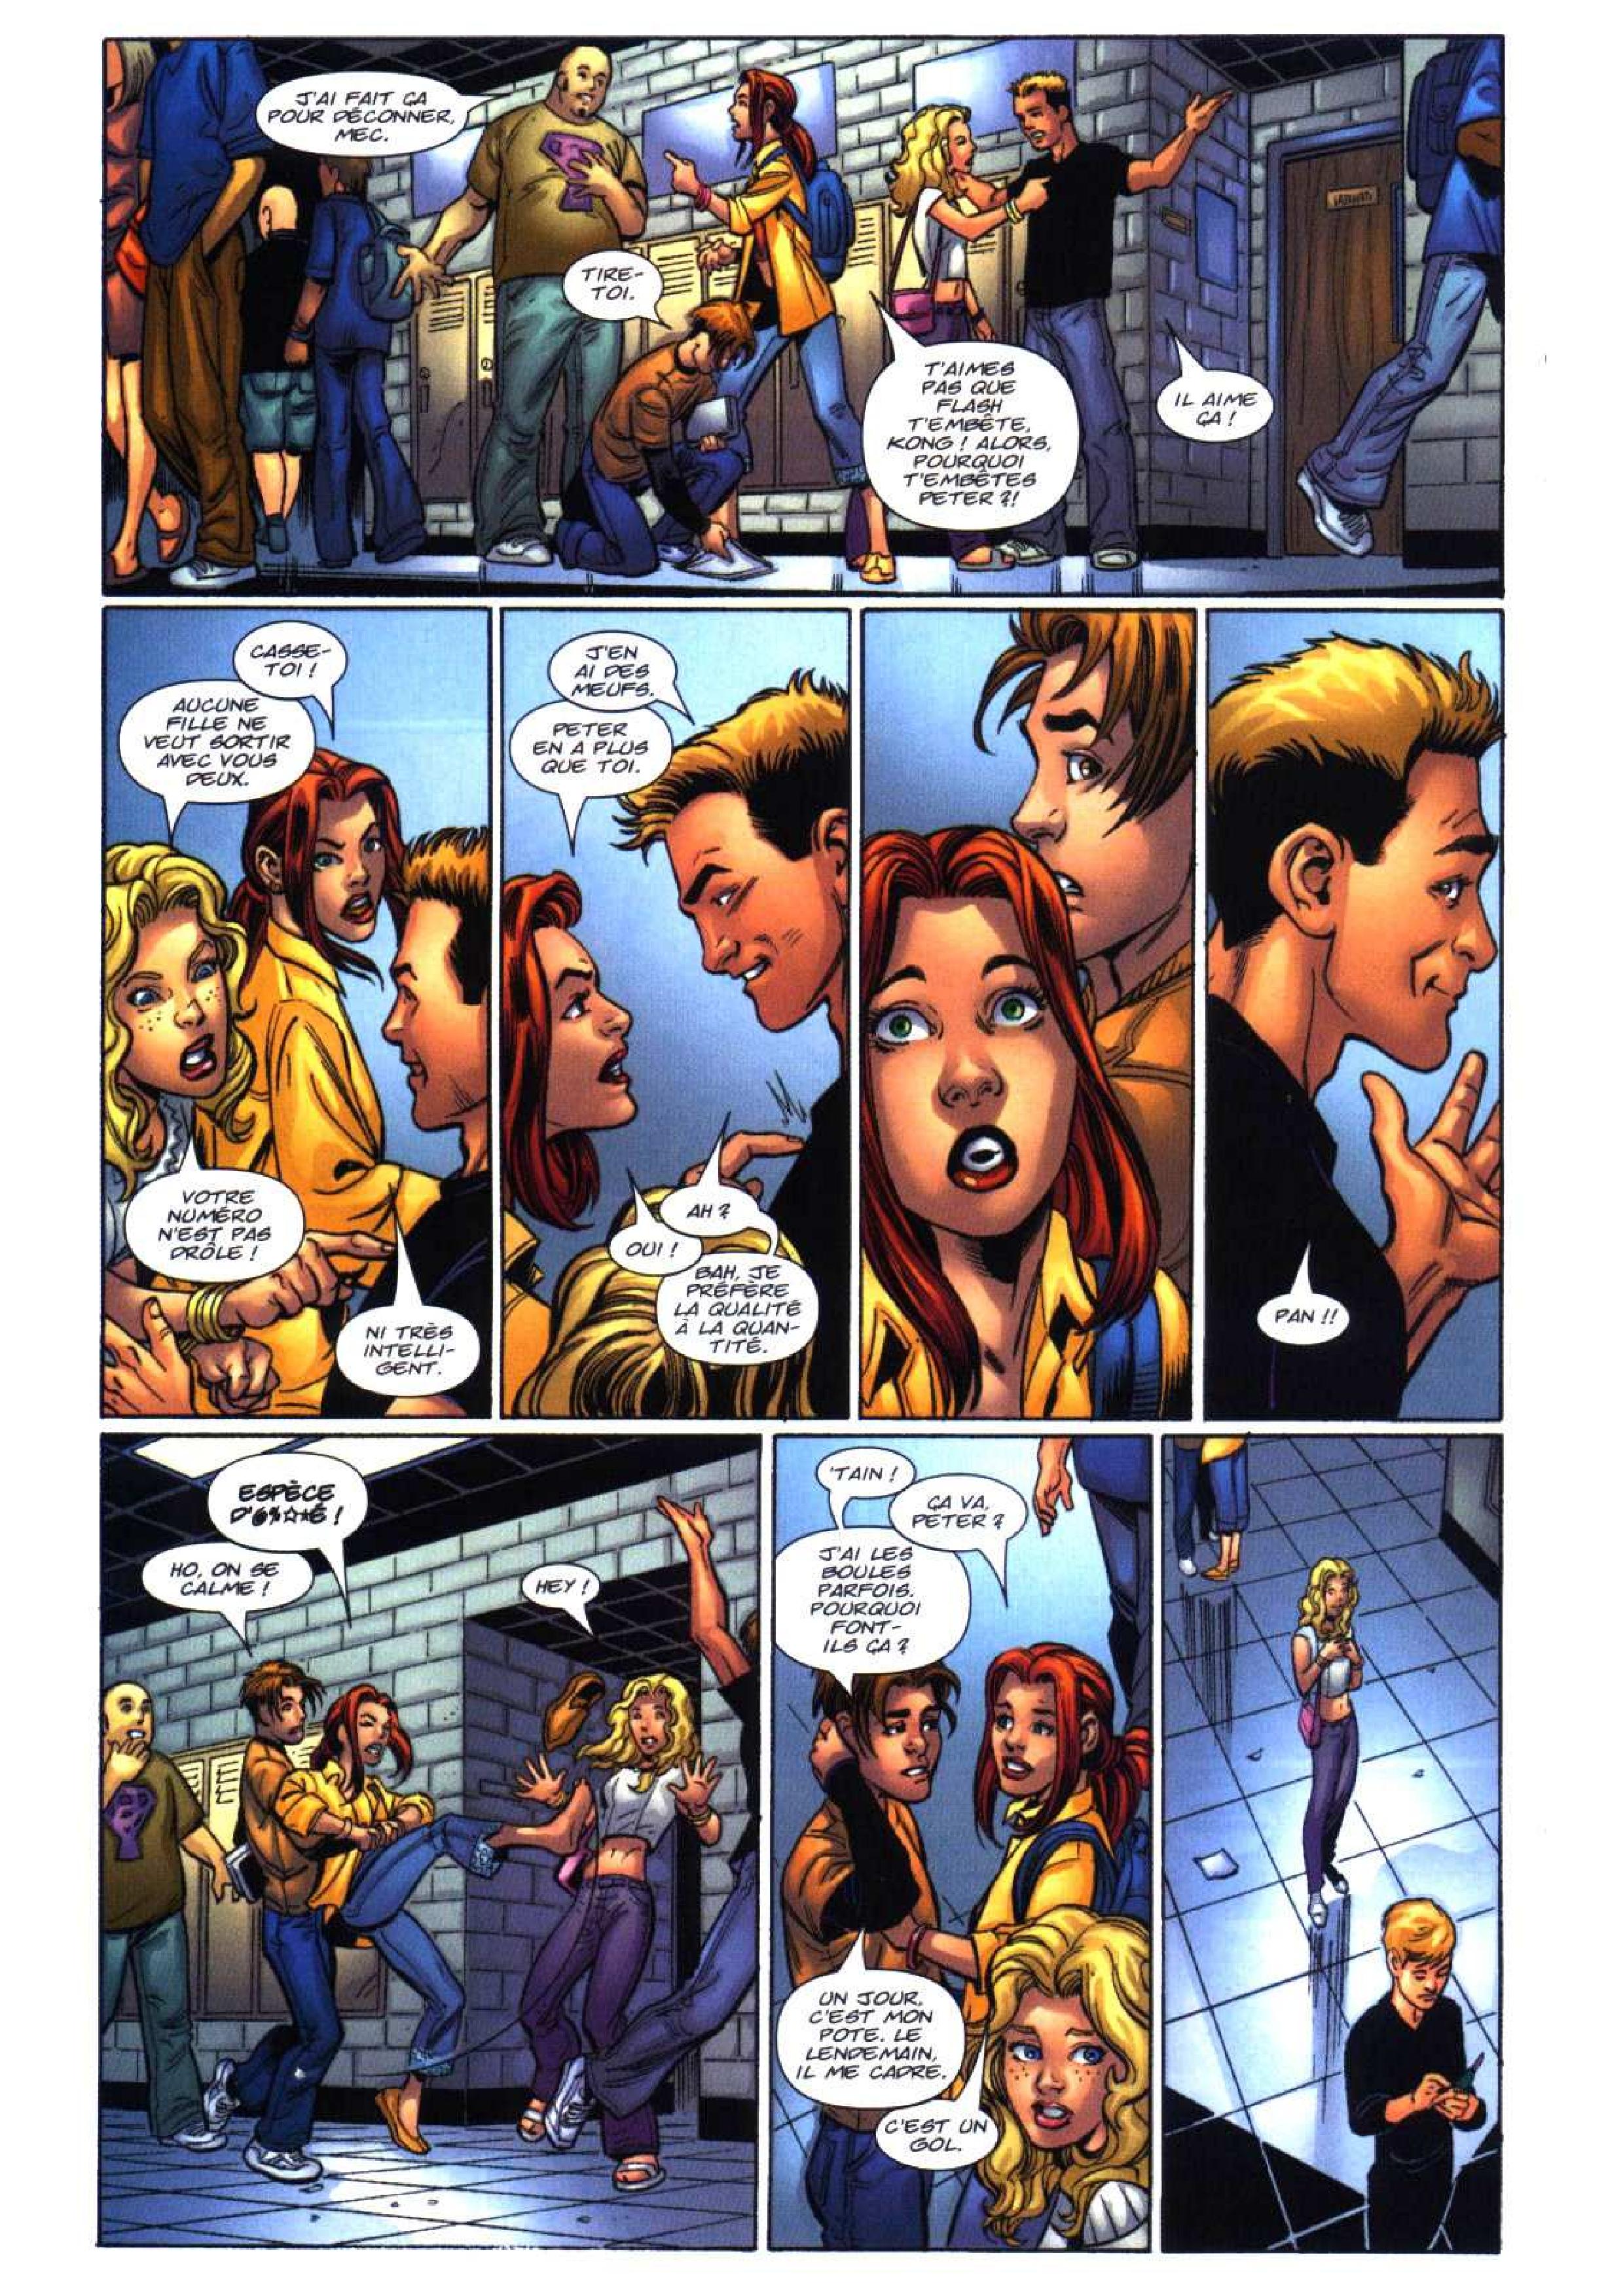 J'AI FAIT ÇA
POUR DÉCONNER,
MEC.
TIRE-
TOI.
T'AIMES
PAS QUE
FLASH
T'EMBÊTE,
KONG ! ALORS,
POURQUOI
T'EMBÊTES
PETER ?!
IL AIME
ÇA !
CASSE-
TOI !
AUCUNE
FILLE NE
VEUT SORTIR
AVEC VOUS
DEUX.
VOTRE
NUMÉRO
N'EST PAS
DRÔLE !
NI TRÈS
INTELLI-
GENT.
J'EN
AI DES
MEUFS.
PETER
EN A PLUS
QUE TOI.
AH ?
OUI !
BAH, JE
PRÉFÈRE
LA QUALITÉ
À LA QUAN-
TITÉ.
PAN !!
ESPÈCE
D'@%☆*É !
HO, ON SE
CALME !
HEY !
'TAIN !
ÇA VA,
PETER ?
J'AI LES
BOULES
PARFOIS.
POURQUOI
FONT-
ILS ÇA ?
UN JOUR,
C'EST MON
POTE. LE
LENDEMAIN,
IL ME CADRE.
C'EST UN
GOL.